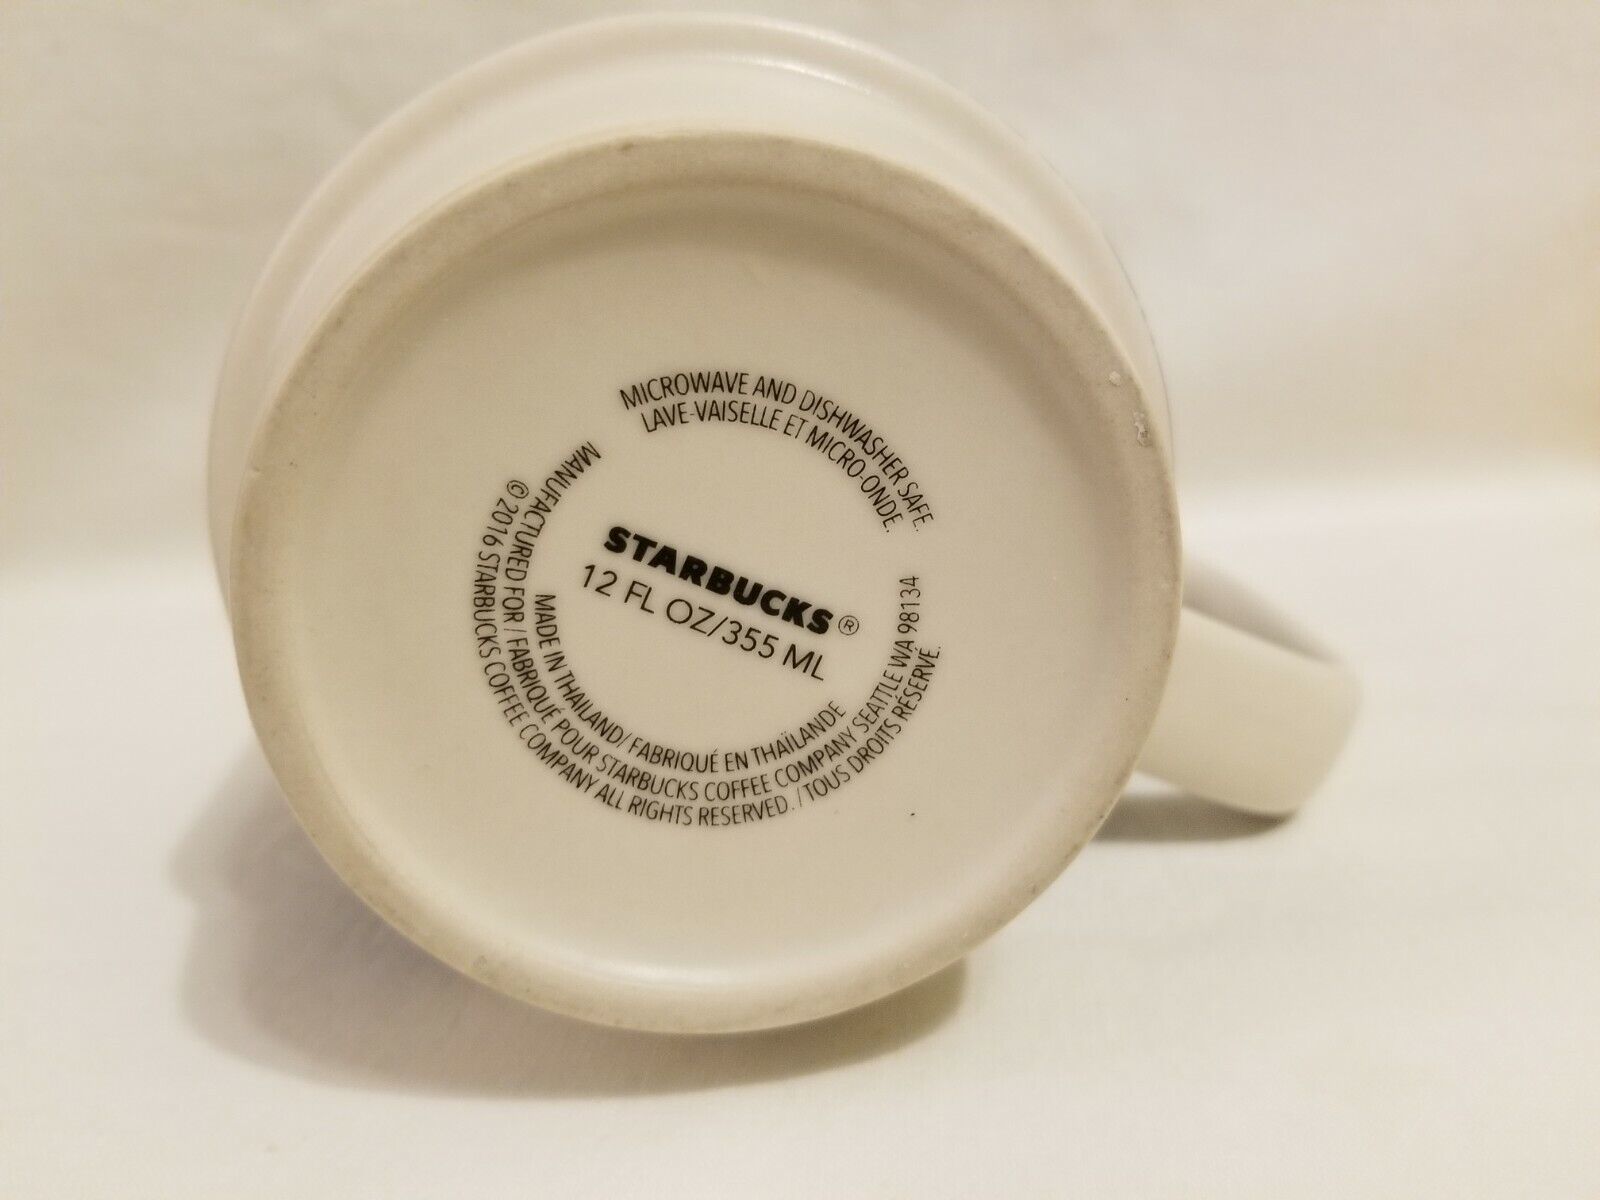 MICROWAVE AND DISHWASHER SAFE.
LAVE-VAISELLE ET MICRO-ONDE.
STARBUCKS®
12 FL OZ/355 ML
MADE IN THAILAND/ FABRIQUÉ EN THAÏLANDE
MANUFACTURED FOR / FABRIQUÉ POUR STARBUCKS COFFEE COMPANY SEATTLE WA 98134
© 2016 STARBUCKS COFFEE COMPANY ALL RIGHTS RESERVED. / TOUS DROITS RÉSERVÉ.